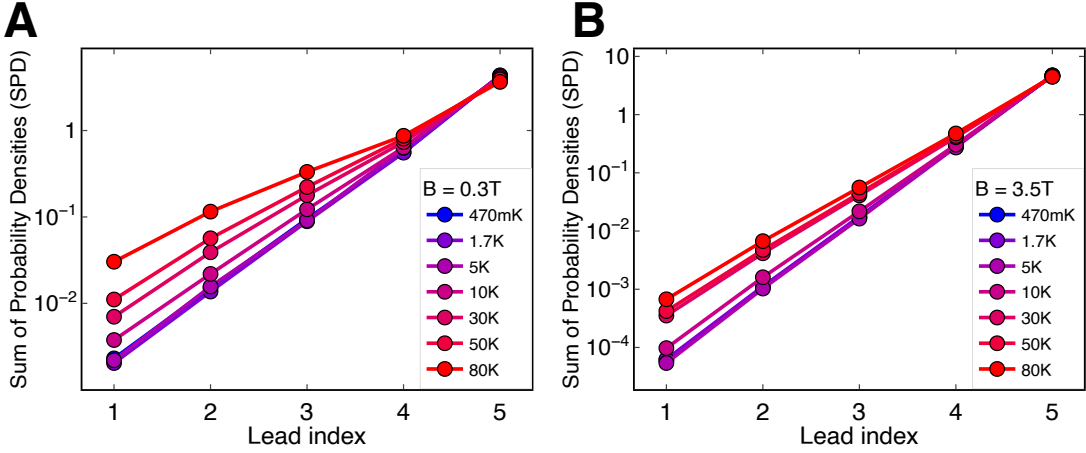 A
Sum of Probability Densities (SPD)
1
10⁻¹
10⁻²
B = 0.3T
470mK
1.7K
5K
10K
30K
50K
80K
1 2 3 4 5
Lead index
B
Sum of Probability Densities (SPD)
10
1
10⁻¹
10⁻²
10⁻³
10⁻⁴
B = 3.5T
470mK
1.7K
5K
10K
30K
50K
80K
1 2 3 4 5
Lead index